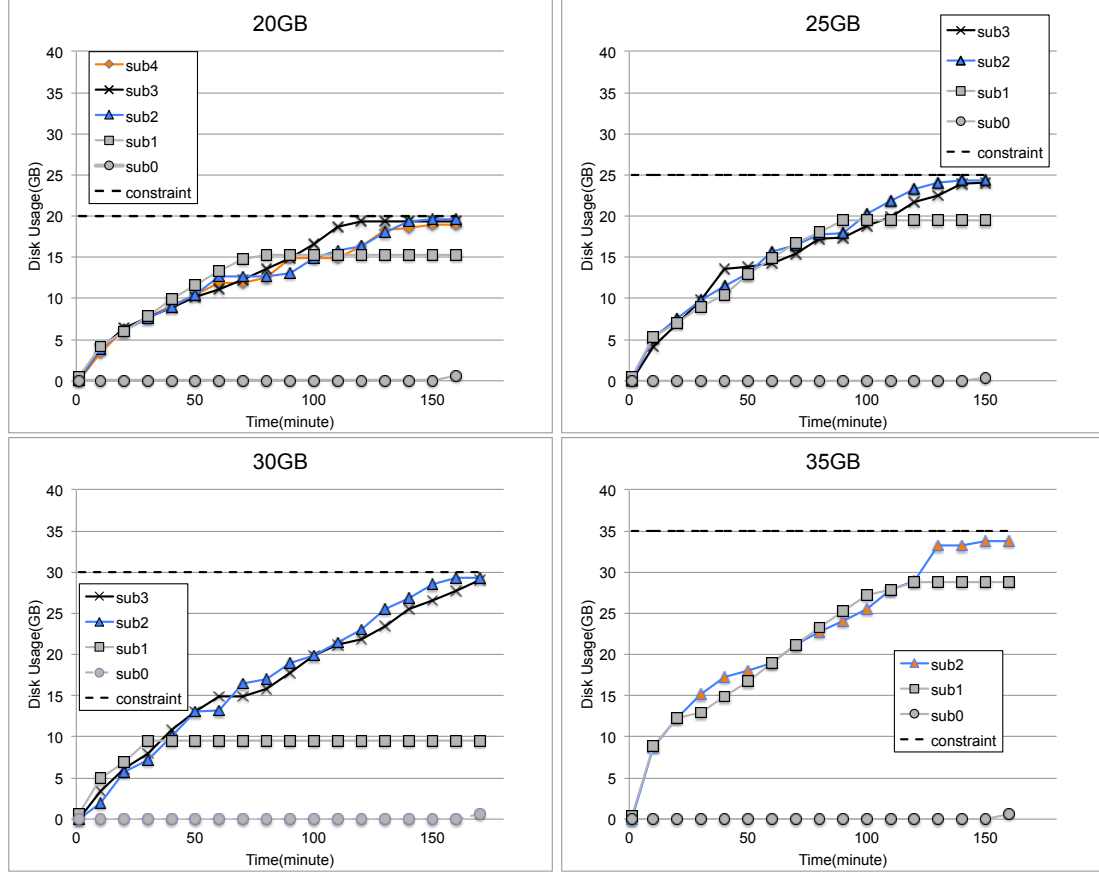 20GB
40
35
30
25
20
15
10
5
0
Disk Usage(GB)
sub4
sub3
sub2
sub1
sub0
constraint
0 50 100 150
Time(minute)
25GB
40
35
30
25
20
15
10
5
0
Disk Usage(GB)
sub3
sub2
sub1
sub0
constraint
0 50 100 150
Time(minute)
30GB
40
35
30
25
20
15
10
5
0
Disk Usage(GB)
sub3
sub2
sub1
sub0
constraint
0 50 100 150
Time(minute)
35GB
40
35
30
25
20
15
10
5
0
Disk Usage(GB)
sub2
sub1
sub0
constraint
0 50 100 150
Time(minute)